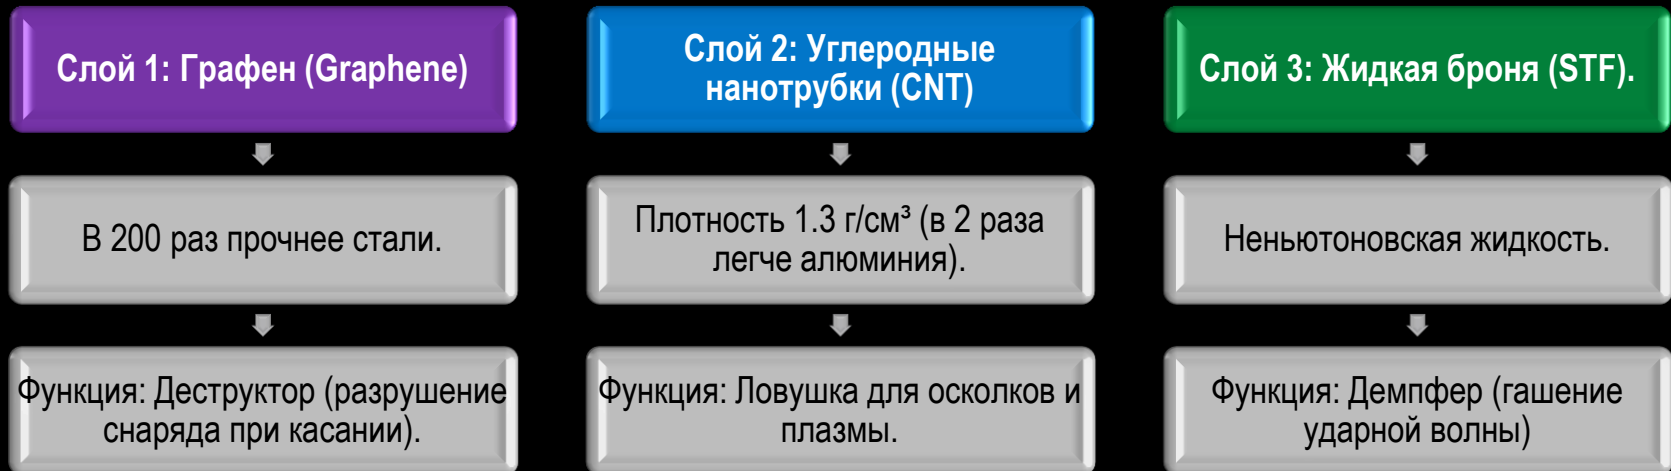 Слой 1: Графен (Graphene)
В 200 раз прочнее стали.
Функция: Деструктор (разрушение
снаряда при касании).
Слой 2: Углеродные
нанотрубки (CNT)
Плотность 1.3 г/см³ (в 2 раза
легче алюминия).
Функция: Ловушка для осколков и
плазмы.
Слой 3: Жидкая броня (STF).
Неньютоновская жидкость.
Функция: Демпфер (гашение
ударной волны)